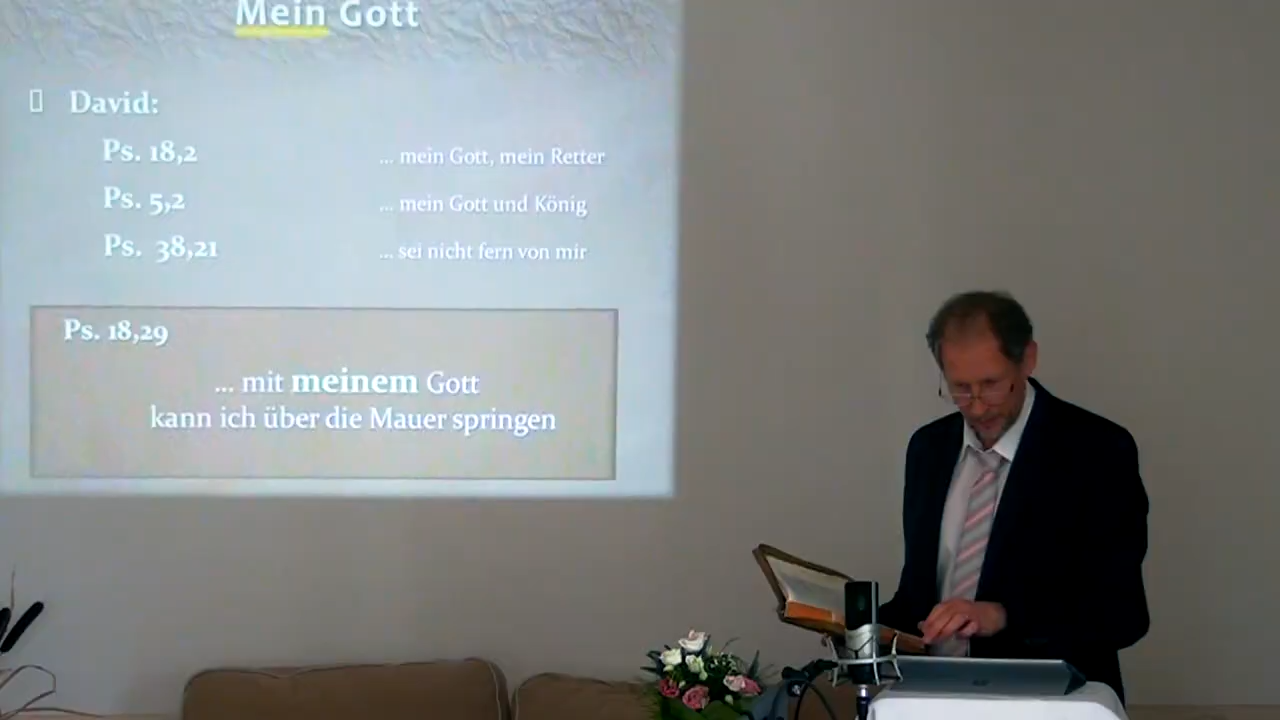 Mein Gott
David:
Ps. 18,2 ... mein Gott, mein Retter
Ps. 5,2 ... mein Gott und König
Ps. 38,21 ... sei nicht fern von mir
Ps. 18,29
... mit meinem Gott
kann ich über die Mauer springen